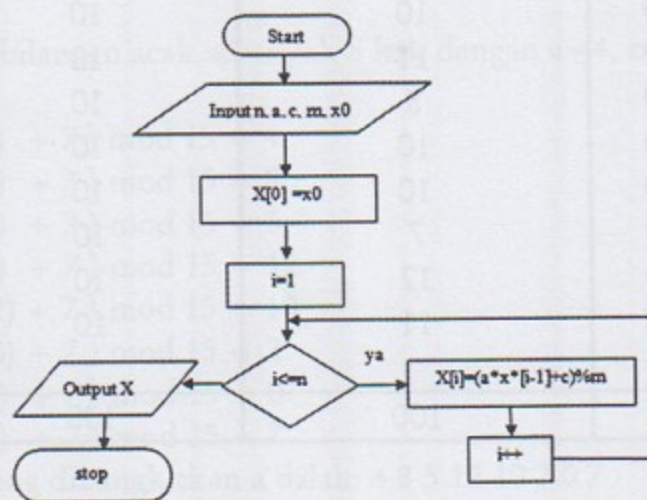 Start
Input n, a, c, m, x0
X[0] =x0
i=1
i<=n
ya
X[i]=(a*x*[i-1]+c)%m
i++
Output X
stop